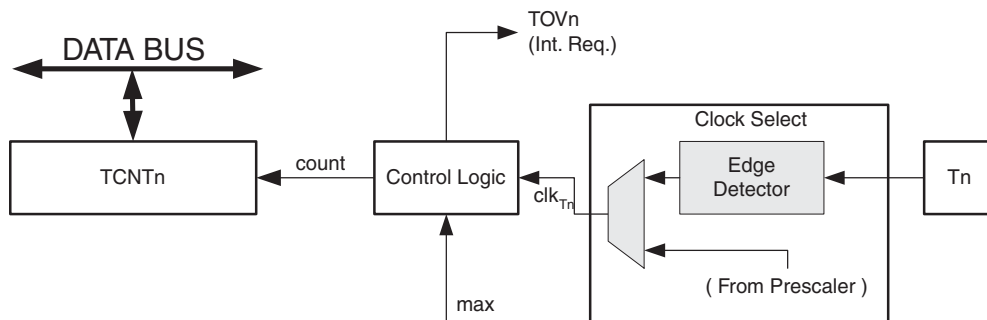 TOVn
(Int. Req.)
DATA BUS
Clock Select
TCNTn
count
Control Logic
clkTn
Edge
Detector
Tn
( From Prescaler )
max